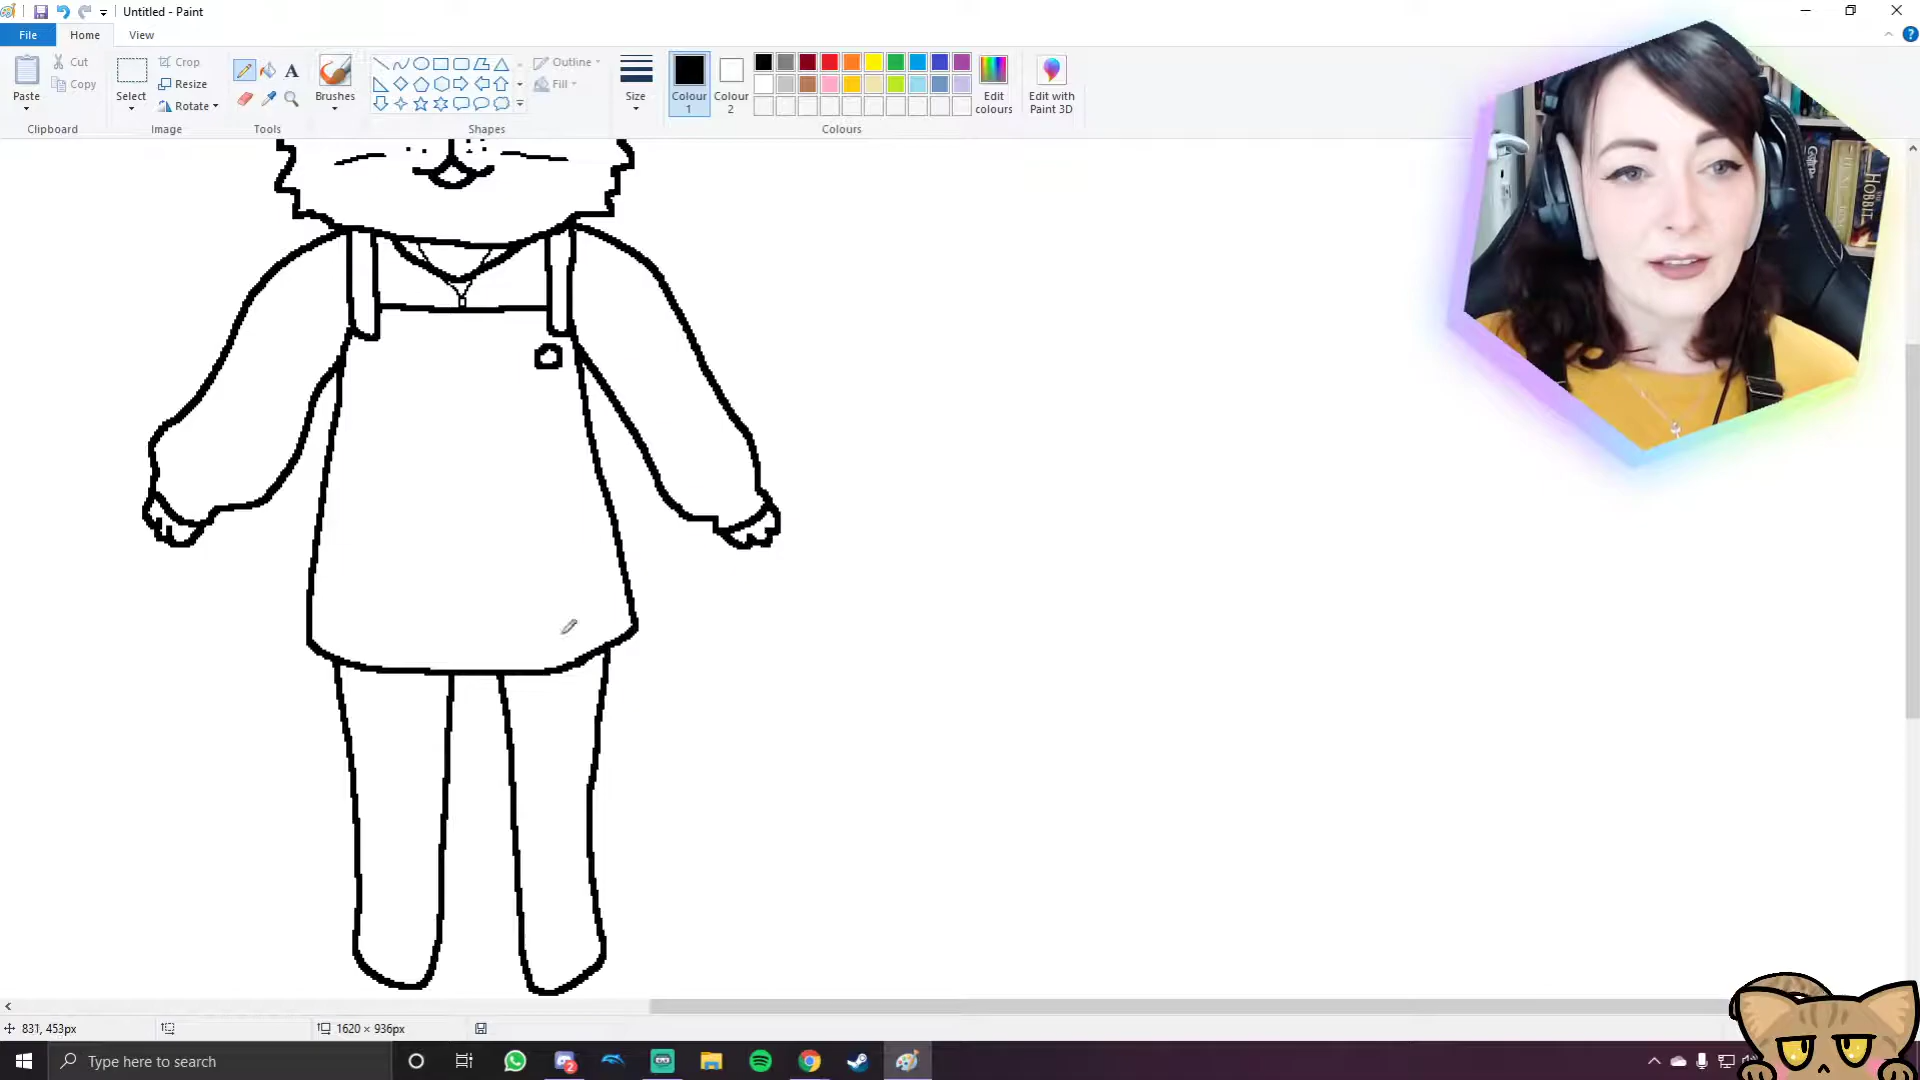 Untitled - Paint
File
Home
View
Paste
Cut
Copy
Clipboard
Select
Crop
Resize
Rotate
Image
A
Tools
Brushes
Outline
Fill
Shapes
Size
Colour
1
Colour
2
Edit
colours
Colours
Edit with
Paint 3D
?
HOBBIT
831, 453px
1620 × 936px
Type here to search
2